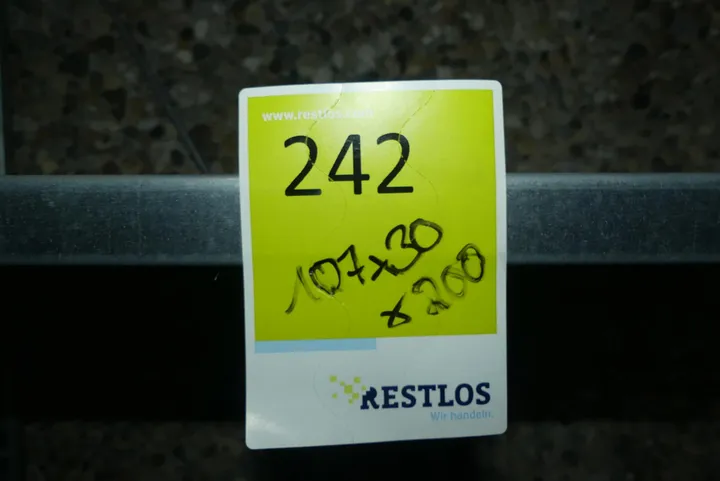 www.restlos.com
242
107x30
x200
RESTLOS
Wir handeln.